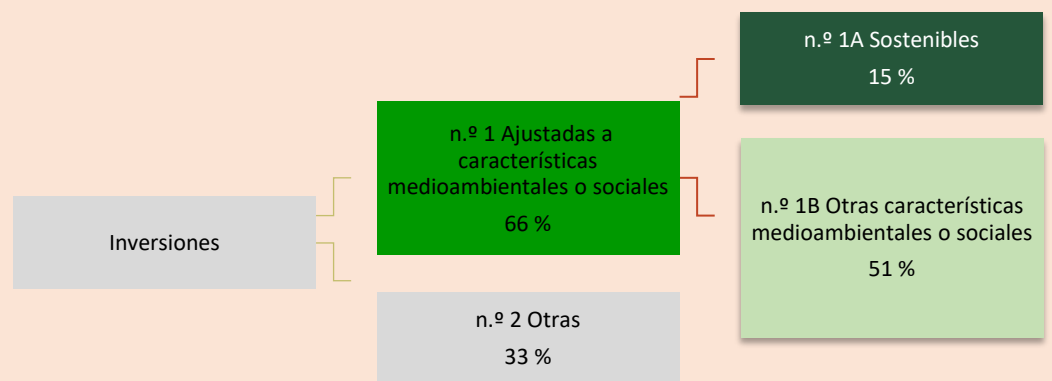 Inversiones
n.º 1 Ajustadas a
características
medioambientales o sociales
66 %
n.º 2 Otras
33 %
n.º 1A Sostenibles
15 %
n.º 1B Otras características
medioambientales o sociales
51 %